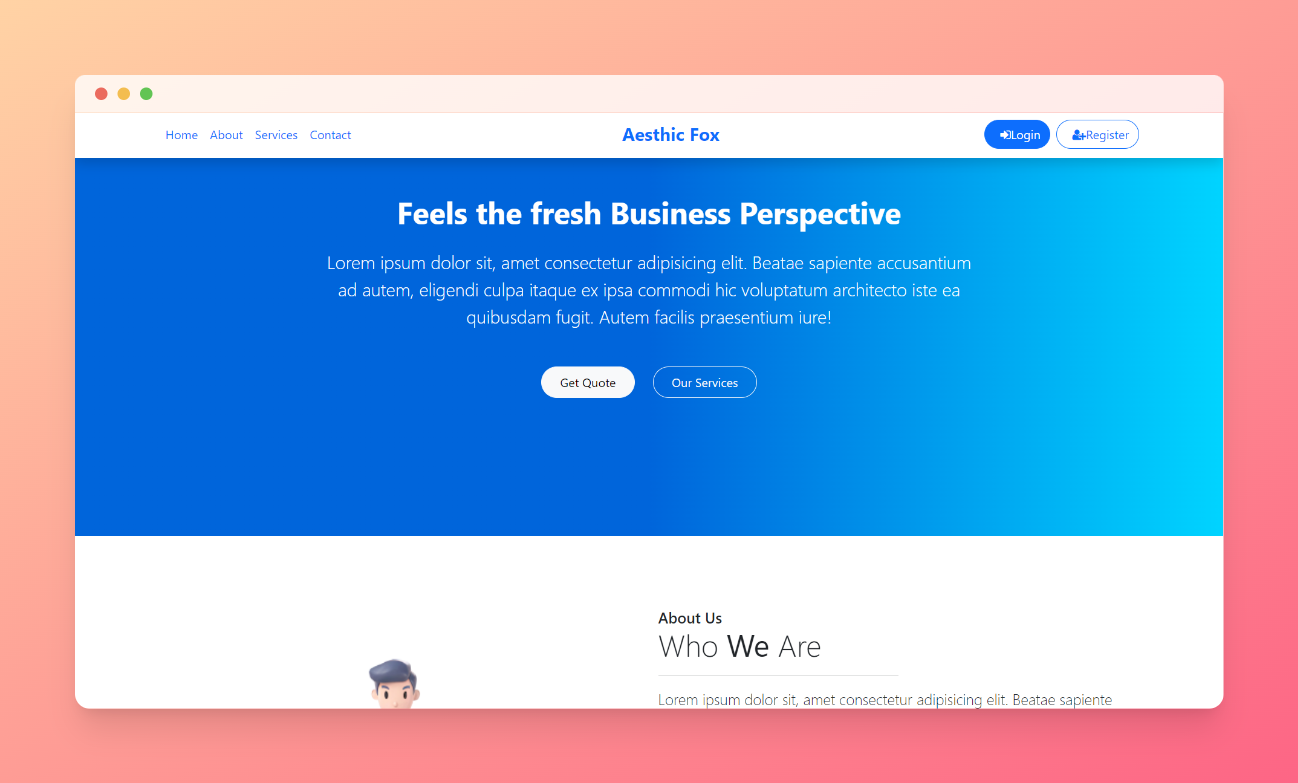 Home About Services Contact
Aesthic Fox
Login Register
Feels the fresh Business Perspective
Lorem ipsum dolor sit, amet consectetur adipisicing elit. Beatae sapiente accusantium
ad autem, eligendi culpa itaque ex ipsa commodi hic voluptatum architecto iste ea
quibusdam fugit. Autem facilis praesentium iure!
Get Quote Our Services
About Us
Who We Are
Lorem ipsum dolor sit, amet consectetur adipisicing elit. Beatae sapiente